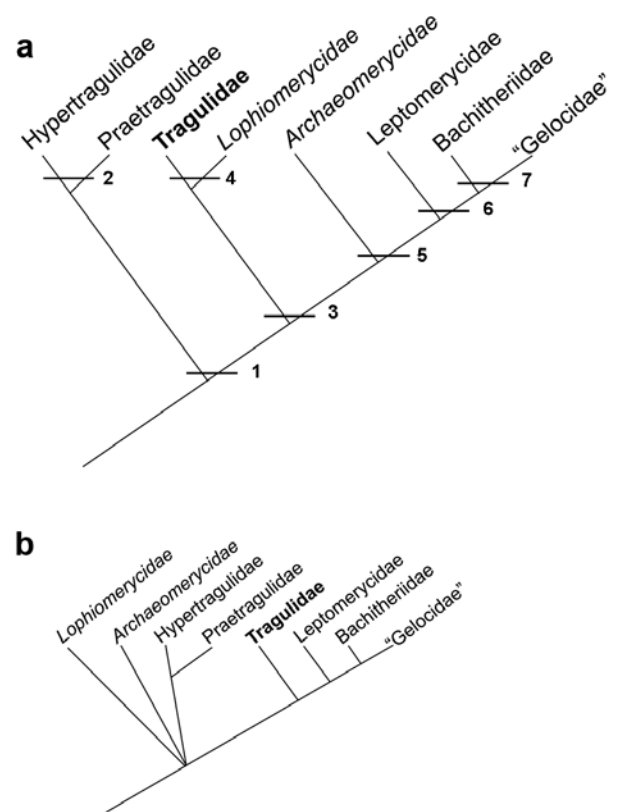 a
Hypertragulidae
Praetragulidae
Tragulidae
Lophiomerycidae
Archaeomerycidae
Leptomerycidae
Bachitheriidae
“Gelocidae”
2
4
7
6
5
3
1
b
Lophiomerycidae
Archaeomerycidae
Hypertragulidae
Praetragulidae
Tragulidae
Leptomerycidae
Bachitheriidae
“Gelocidae”